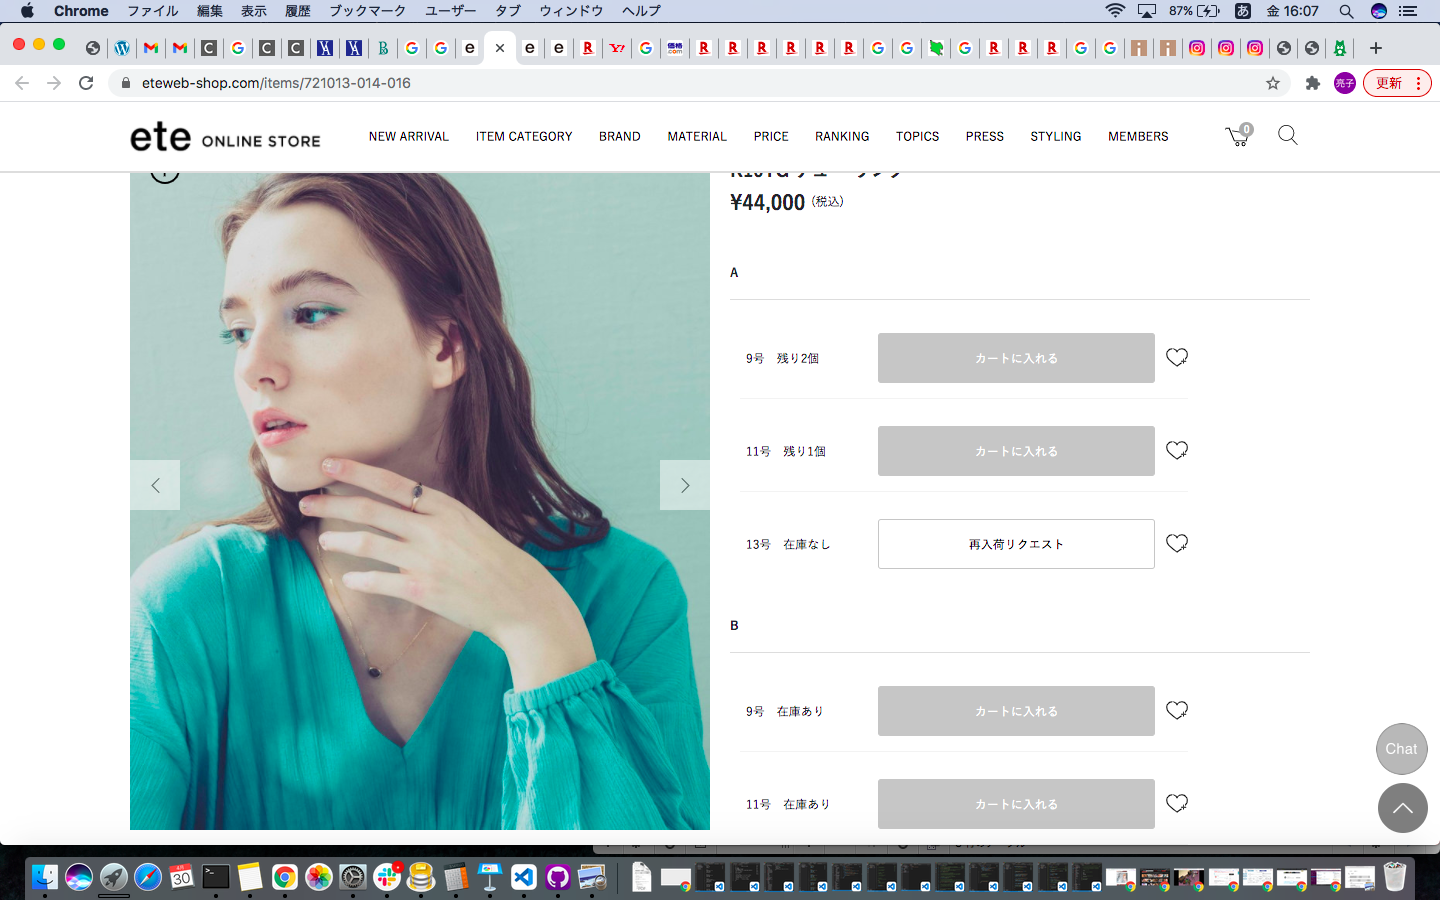 Chrome ファイル 編集 表示 履歴 ブックマーク ユーザー タブ ウィンドウ ヘルプ 87% あ 金 16:07
eteweb-shop.com/items/721013-014-016 亮子 更新
ete ONLINE STORE NEW ARRIVAL ITEM CATEGORY BRAND MATERIAL PRICE RANKING TOPICS PRESS STYLING MEMBERS 0
¥44,000 (税込)
A
9号 残り2個 カートに入れる
11号 残り1個 カートに入れる
13号 在庫なし 再入荷リクエスト
B
9号 在庫あり カートに入れる
11号 在庫あり カートに入れる
Chat
30